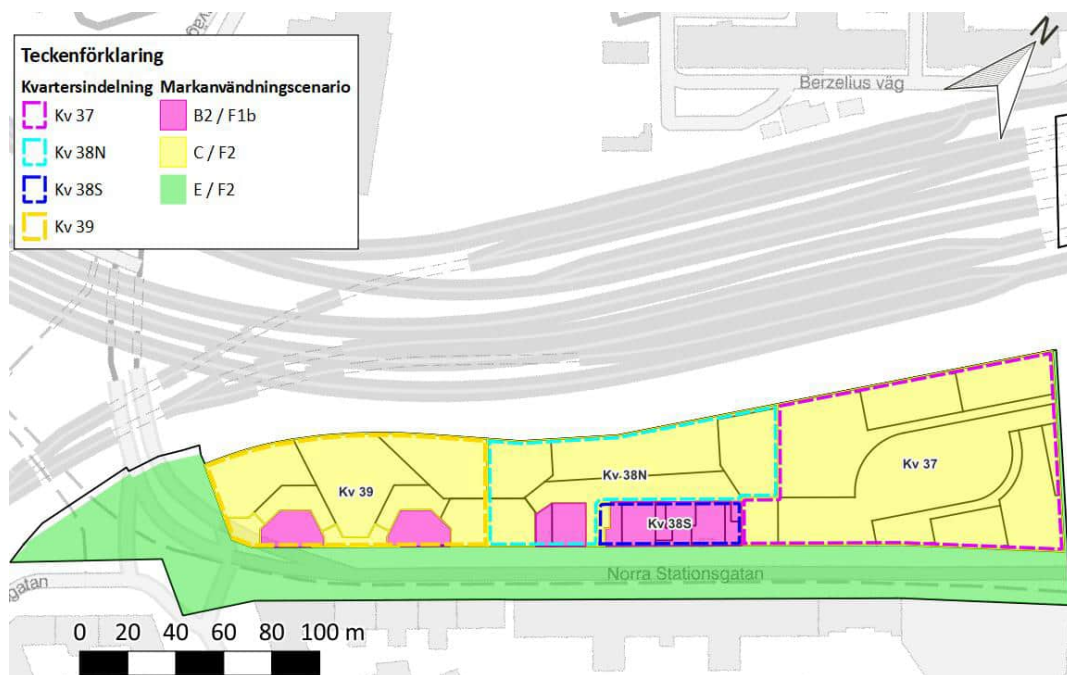 väg
Teckenförklaring
Kvartersindelning Markanvändningscenario
Kv 37 B2 / F1b
Kv 38N C / F2
Kv 38S E / F2
Kv 39
N
Berzelius väg
Kv 37
Kv 38N
Kv 39
Kv 38S
Norra Stationsgatan
gatan
0 20 40 60 80 100 m